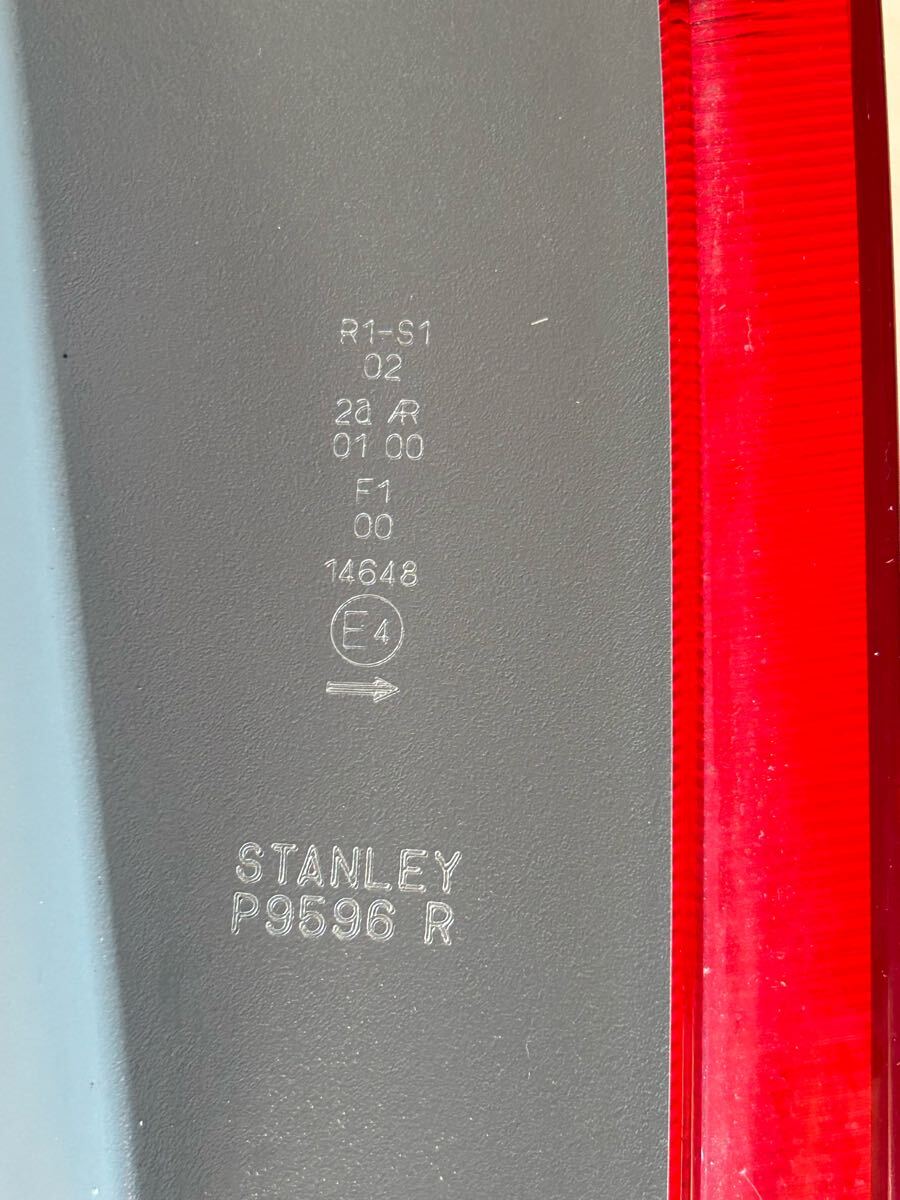 R1-S1
02
2a AR
01 00
F1
00
14648
E4
STANLEY
P9596 R